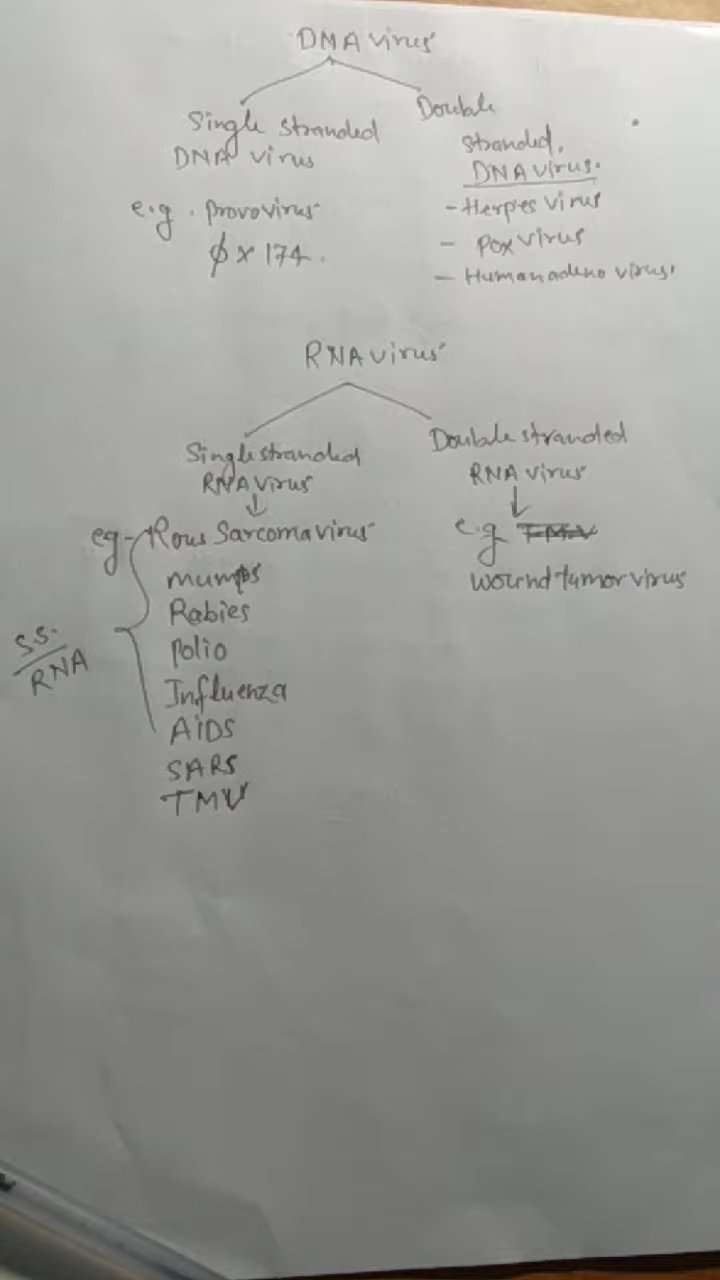 DNA virus
Single stranded
DNA virus
e.g. provovirus
φ x 174.
Double
stranded.
DNA virus.
- Herpes virus
- pox virus
- Human adeno virus.
RNA virus
Single stranded
RNA virus
↓
eg - Rous Sarcoma virus
mumps
Rabies
polio
Influenza
AIDS
SARS
TMV
S.S.
RNA
Double stranded
RNA virus
↓
e.g TMV
wound tumor virus